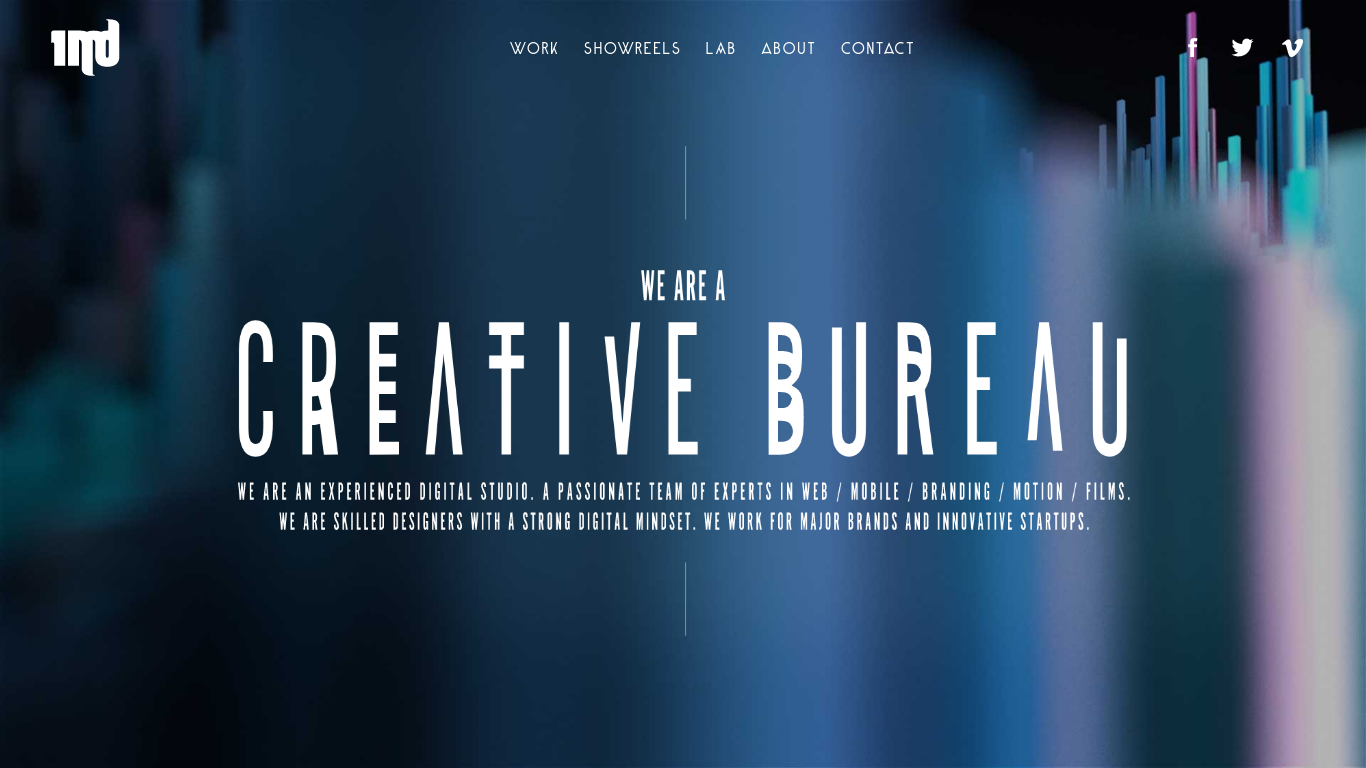 1md
WORK SHOWREELS LAB ABOUT CONTACT
WE ARE A
CREATIVE BUREAU
WE ARE AN EXPERIENCED DIGITAL STUDIO. A PASSIONATE TEAM OF EXPERTS IN WEB / MOBILE / BRANDING / MOTION / FILMS.
WE ARE SKILLED DESIGNERS WITH A STRONG DIGITAL MINDSET. WE WORK FOR MAJOR BRANDS AND INNOVATIVE STARTUPS.